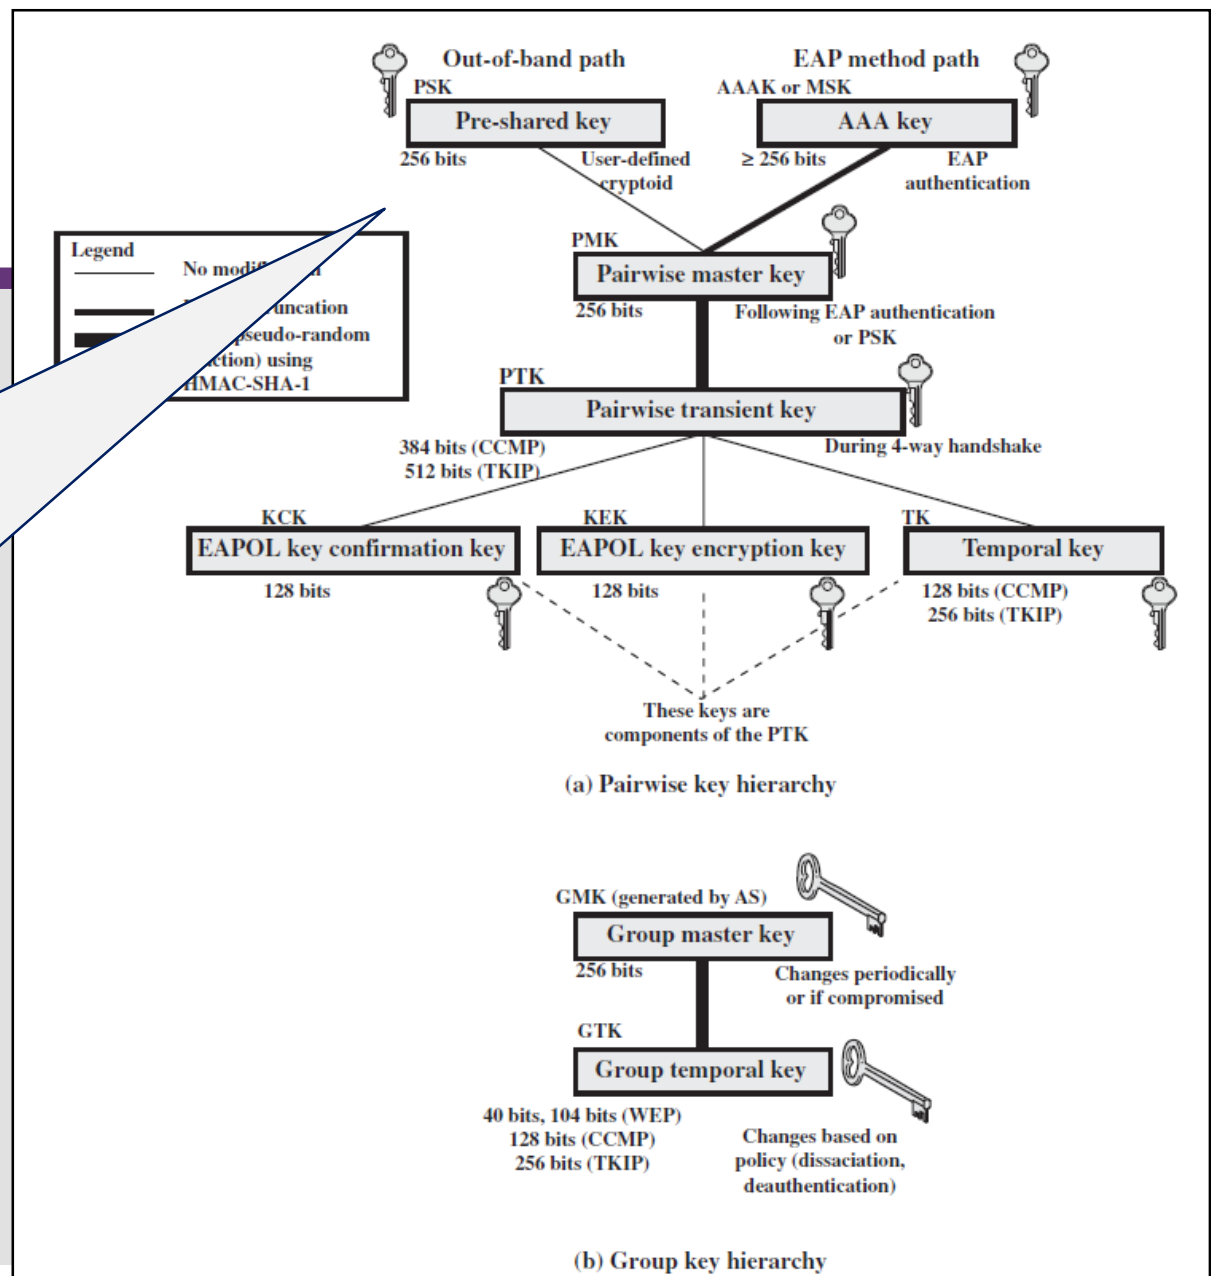 Out-of-band path
EAP method path
PSK
AAAK or MSK
Pre-shared key
AAA key
256 bits
User-defined
cryptoid
≥ 256 bits
EAP
authentication
Legend
No
truncation
pseudo-random
using
HMAC-SHA-1
PMK
Pairwise master key
256 bits
Following EAP authentication
or PSK
PTK
Pairwise transient key
384 bits (CCMP)
512 bits (TKIP)
During 4-way handshake
KCK
KEK
TK
EAPOL key confirmation key
EAPOL key encryption key
Temporal key
128 bits
128 bits
128 bits (CCMP)
256 bits (TKIP)
These keys are
components of the PTK
(a) Pairwise key hierarchy
GMK (generated by AS)
Group master key
256 bits
Changes periodically
or if compromised
GTK
Group temporal key
40 bits, 104 bits (WEP)
128 bits (CCMP)
256 bits (TKIP)
Changes based on
policy (dissaciation,
deauthentication)
(b) Group key hierarchy